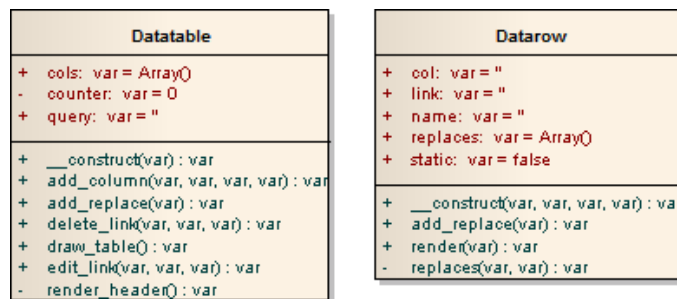 Datatable
+ cols: var = Array()
- counter: var = 0
+ query: var = ''
+ __construct(var) : var
+ add_column(var, var, var, var) : var
+ add_replace(var) : var
+ delete_link(var, var, var) : var
+ draw_table() : var
+ edit_link(var, var, var) : var
- render_header() : var
Datarow
+ col: var = ''
+ link: var = ''
+ name: var = ''
+ replaces: var = Array()
+ static: var = false
+ __construct(var, var, var, var) : va
+ add_replace(var) : var
+ render(var) : var
- replaces(var, var) : var